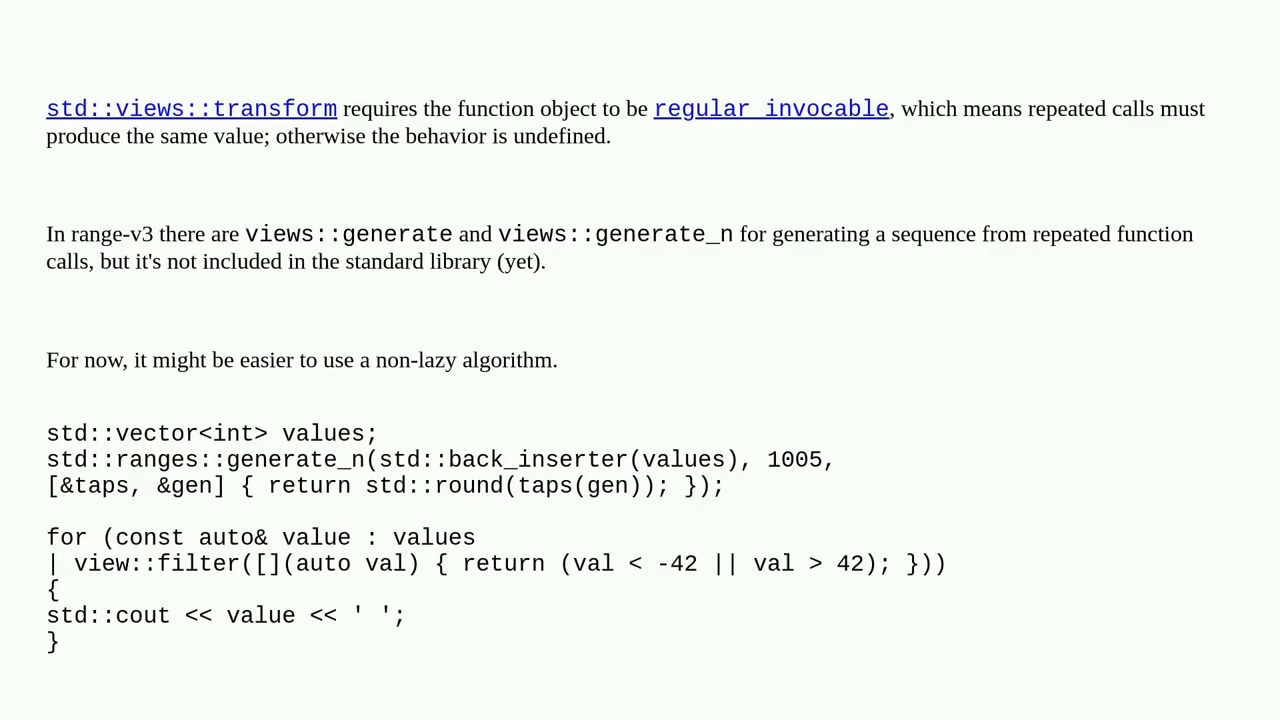 std::views::transform requires the function object to be regular_invocable, which means repeated calls must
produce the same value; otherwise the behavior is undefined.
In range-v3 there are views::generate and views::generate_n for generating a sequence from repeated function
calls, but it's not included in the standard library (yet).
For now, it might be easier to use a non-lazy algorithm.
std::vector<int> values;
std::ranges::generate_n(std::back_inserter(values), 1005,
[&taps, &gen] { return std::round(taps(gen)); });
for (const auto& value : values
| view::filter([](auto val) { return (val < -42 || val > 42); }))
{
std::cout << value << ' ';
}